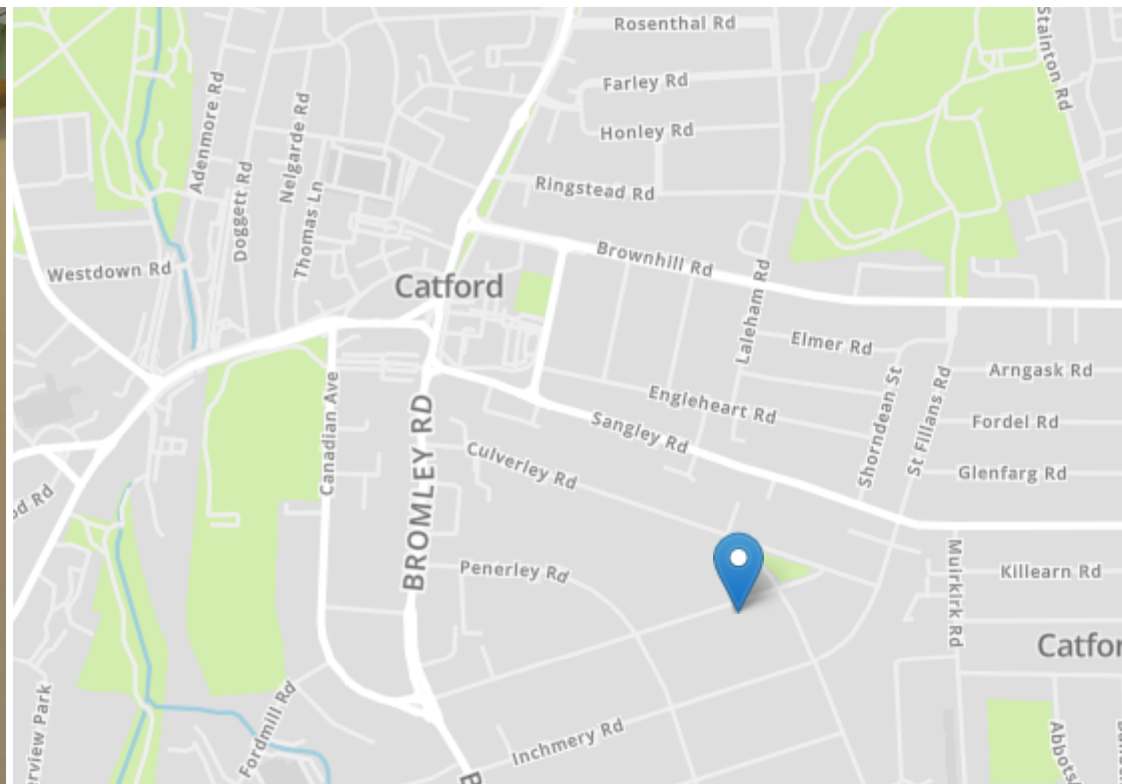 Rosenthal Rd
Stainton Rd
Farley Rd
Adenmore Rd
Nelgarde Rd
Honley Rd
Doggett Rd
Thomas Ln
Ringstead Rd
Westdown Rd
Catford
Brownhill Rd
Laleham Rd
Elmer Rd
Arngask Rd
Canadian Ave
BROMLEY RD
Engleheart Rd
Shorndean St
St Fillans Rd
Fordel Rd
Sangley Rd
Culverley Rd
Glenfarg Rd
Rd
Penerley Rd
Muirkirk Rd
Killearn Rd
Fordmill Rd
Park
Inchmery Rd